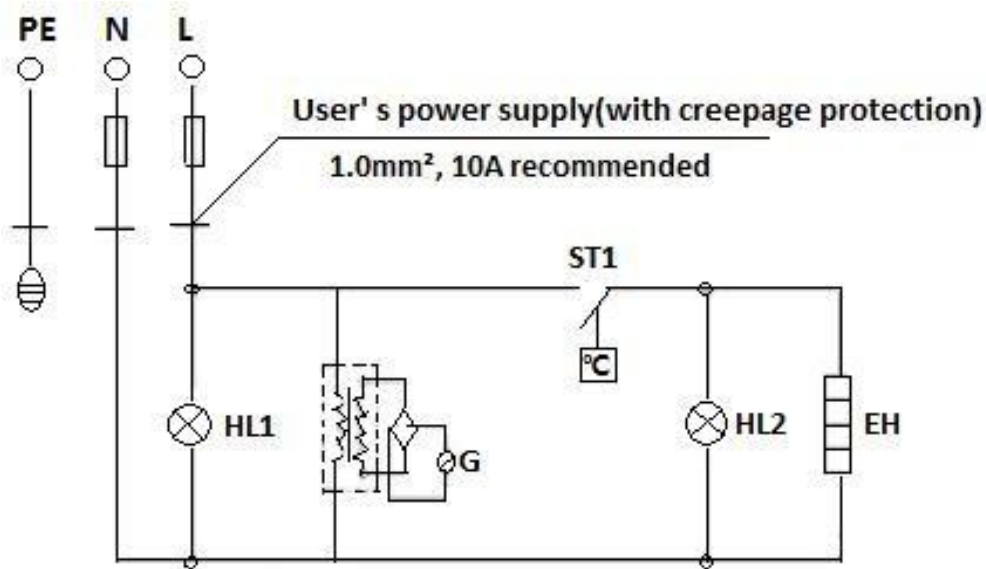 PE N L
User' s power supply(with creepage protection)
1.0mm², 10A recommended
ST1
°C
HL1
G
HL2
EH